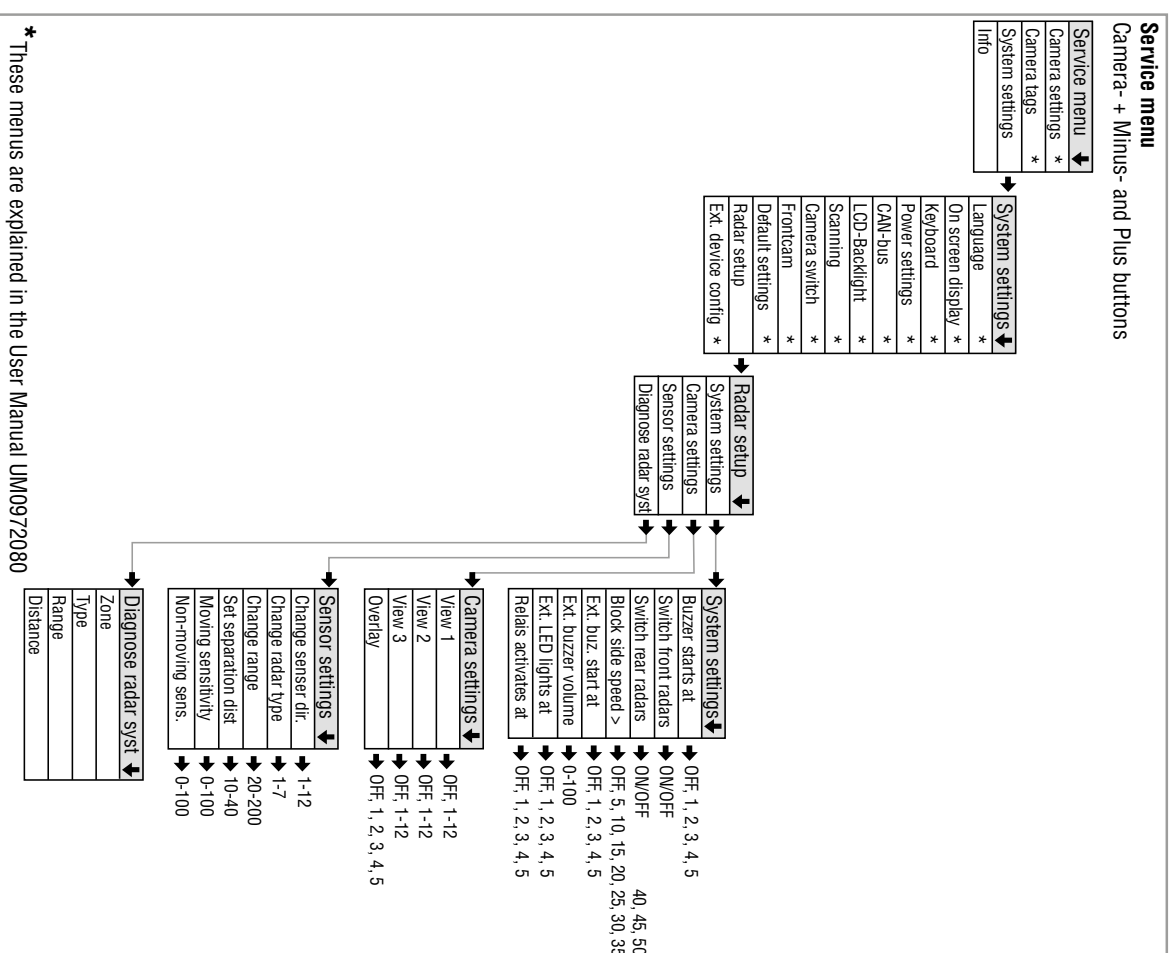 Service menu
Camera- + Minus- and Plus buttons
Service menu
Camera settings *
Camera tags *
System settings
Info
System settings
Language *
On screen display *
Keyboard *
Power settings *
CAN-bus *
LCD-Backlight *
Scanning *
Camera switch *
Frontcam *
Default settings *
Radar setup
Ext. device config *
Radar setup
System settings
Camera settings
Sensor settings
Diagnose radar syst
System settings
Buzzer starts at OFF, 1, 2, 3, 4, 5
Switch front radars ON/OFF
Switch rear radars ON/OFF
40, 45, 50
Block side speed > OFF, 5, 10, 15, 20, 25, 30, 35
Ext. buz. start at OFF, 1, 2, 3, 4, 5
Ext. buzzer volume 0-100
Ext. LED lights at OFF, 1, 2, 3, 4, 5
Relais activates at OFF, 1, 2, 3, 4, 5
Camera settings
View 1 OFF, 1-12
View 2 OFF, 1-12
View 3 OFF, 1-12
Overlay OFF, 1, 2, 3, 4, 5
Sensor settings
Change senser dir. 1-12
Change radar type 1-7
Change range 20-200
Set separation dist 10-40
Moving sensitivity 0-100
Non-moving sens. 0-100
Diagnose radar syst
Zone
Type
Range
Distance
* These menus are explained in the User Manual UM0972080